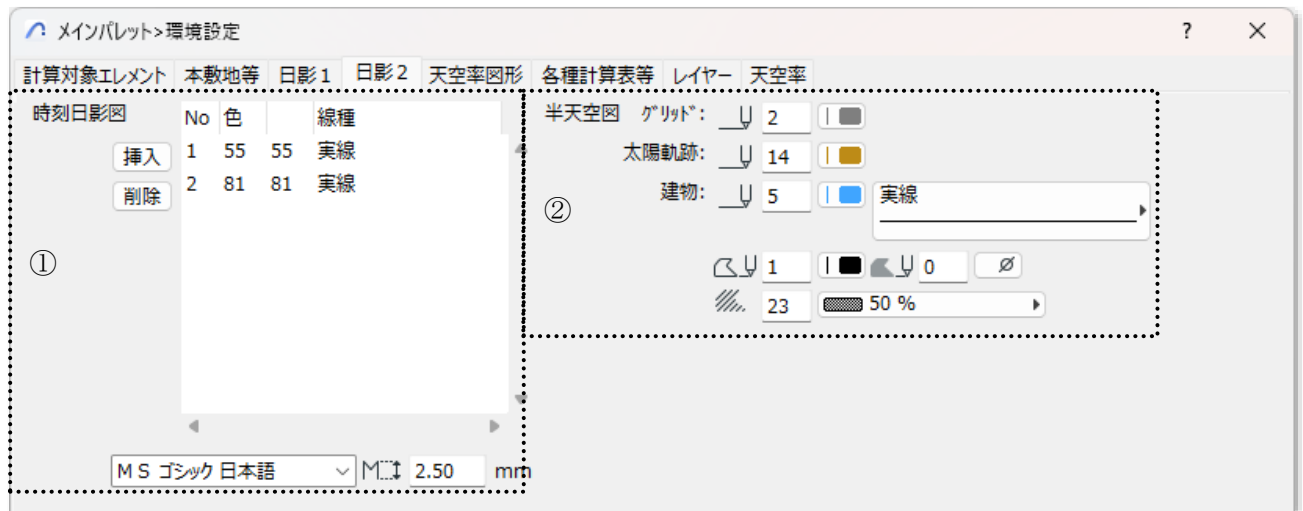 メインパレット>環境設定 ?
計算対象エレメント 本敷地等 日影1 日影2 天空率図形 各種計算表等 レイヤー 天空率
時刻日影図
No 色 線種
挿入
1 55 55 実線
削除
2 81 81 実線
①
MS ゴシック 日本語 M 2.50 mm
半天空図 ｸﾞﾘｯﾄﾞ: 2
太陽軌跡: 14
建物: 5 実線
②
1 0
23 50 %